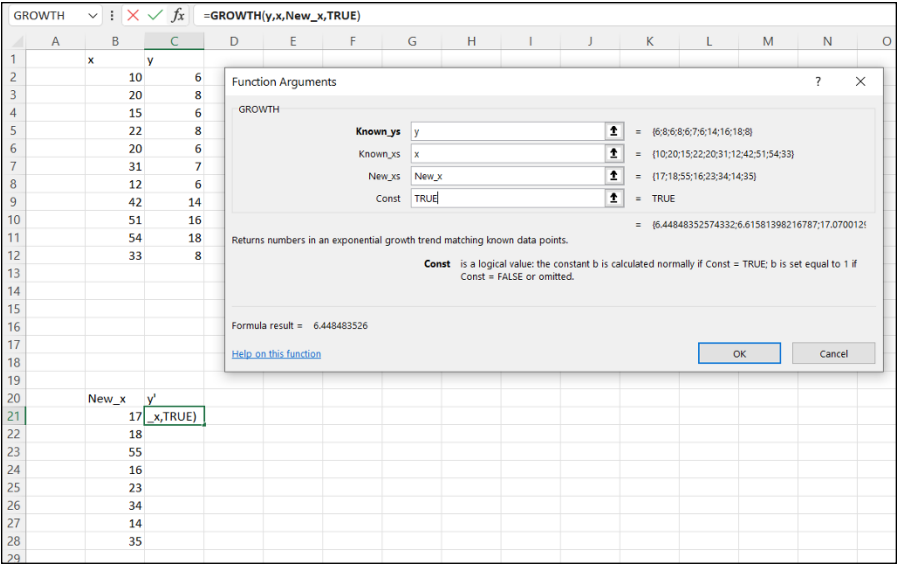 GROWTH =GROWTH(y,x,New_x,TRUE)
A B C D E F G H I J K L M N O
1 x y
2 10 6
3 20 8
4 15 6
5 22 8
6 20 6
7 31 7
8 12 6
9 42 14
10 51 16
11 54 18
12 33 8
13
14
15
16
17
18
19
20 New_x y'
21 17 _x,TRUE)
22 18
23 55
24 16
25 23
26 34
27 14
28 35
29
Function Arguments ? ×
GROWTH
Known_ys y = {6;8;6;8;6;7;6;14;16;18;8}
Known_xs x = {10;20;15;22;20;31;12;42;51;54;33}
New_xs New_x = {17;18;55;16;23;34;14;35}
Const TRUE = TRUE
= {6.44848352574332;6.61581398216787;17.0700129
Returns numbers in an exponential growth trend matching known data points.
Const is a logical value: the constant b is calculated normally if Const = TRUE; b is set equal to 1 if
Const = FALSE or omitted.
Formula result = 6.448483526
Help on this function
OK Cancel